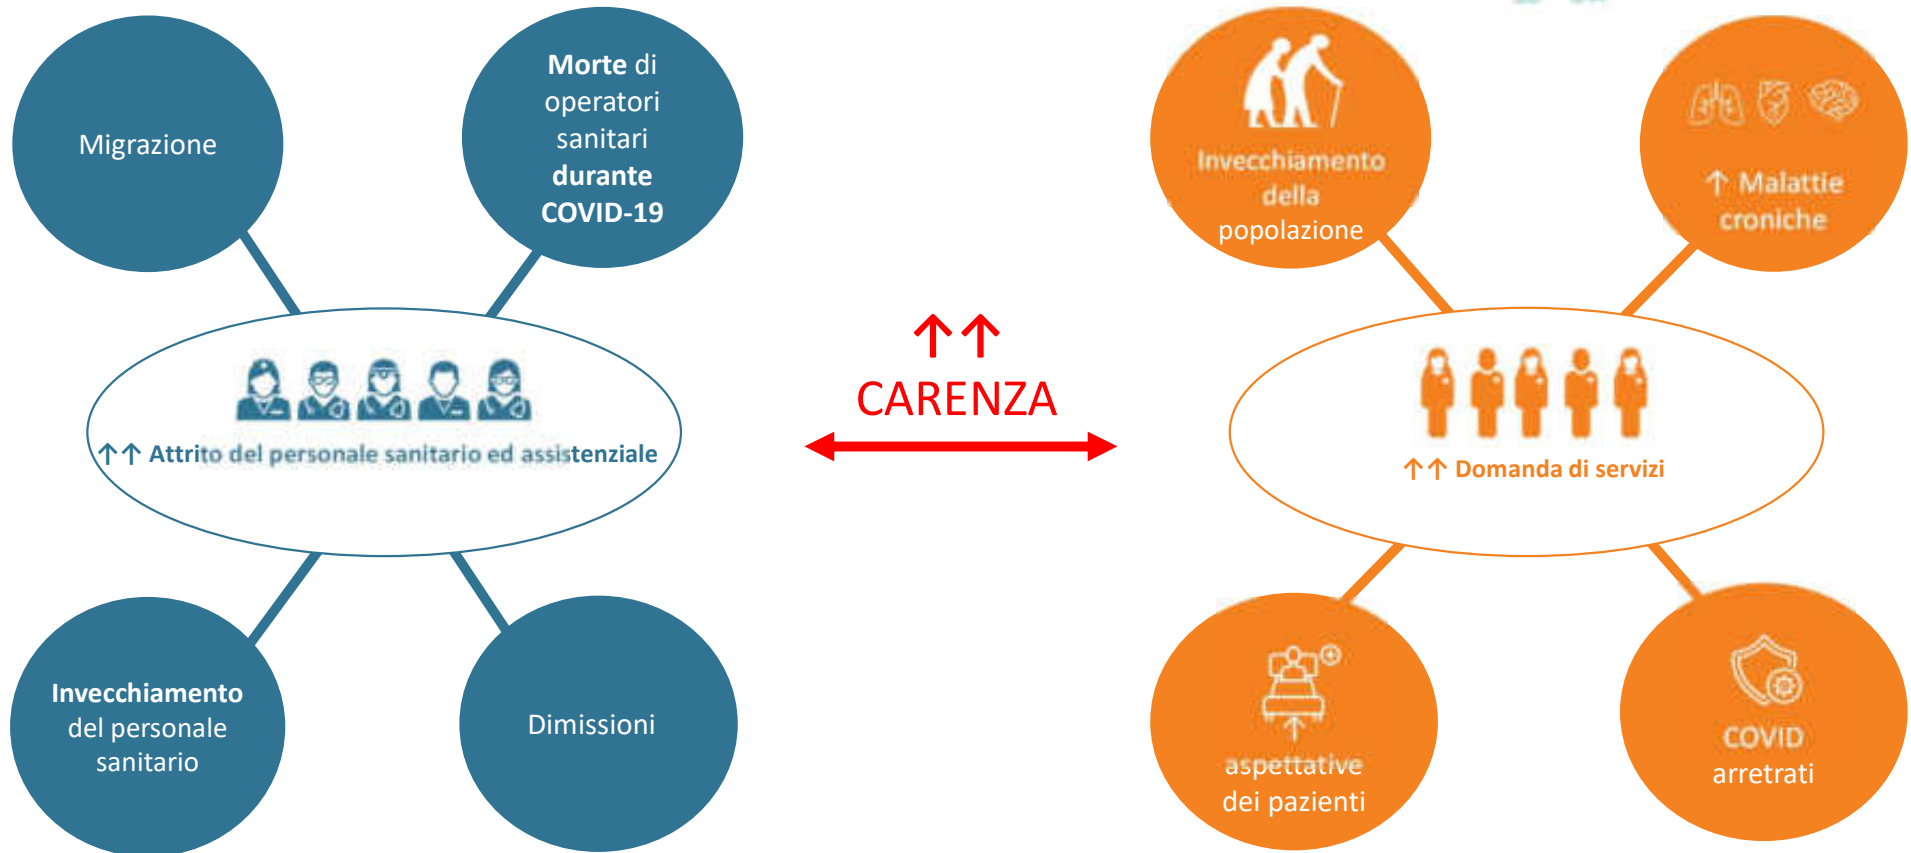 Migrazione
Morte di
operatori
sanitari
durante
COVID-19
↑↑ Attrito del personale sanitario ed assistenziale
Invecchiamento
del personale
sanitario
Dimissioni
↑↑
CARENZA
Invecchiamento
della
popolazione
↑ Malattie
croniche
↑↑ Domanda di servizi
↑
aspettative
dei pazienti
COVID
arretrati